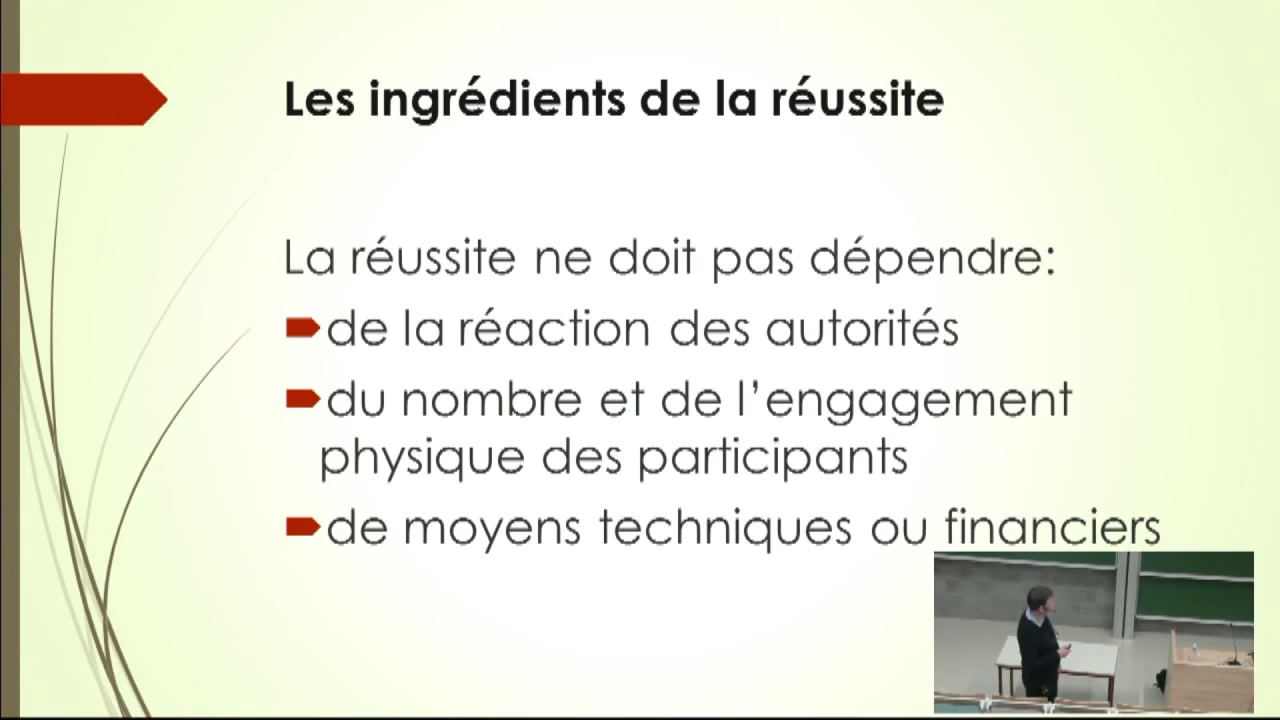 Les ingrédients de la réussite
La réussite ne doit pas dépendre:
de la réaction des autorités
du nombre et de l’engagement
physique des participants
de moyens techniques ou financiers